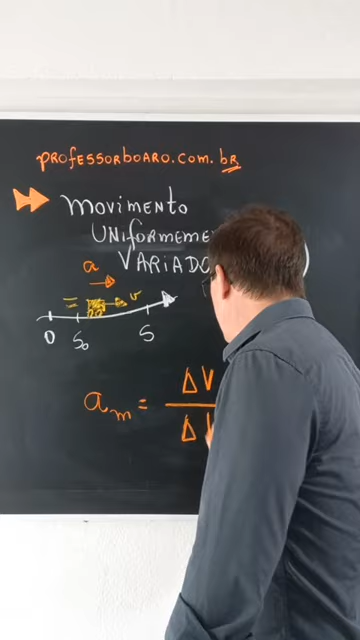 professorboaro.com.br
movimento
UNIformeme
VARIADO )
a
v
0 S₀ S
aₘ = ΔV
Δ